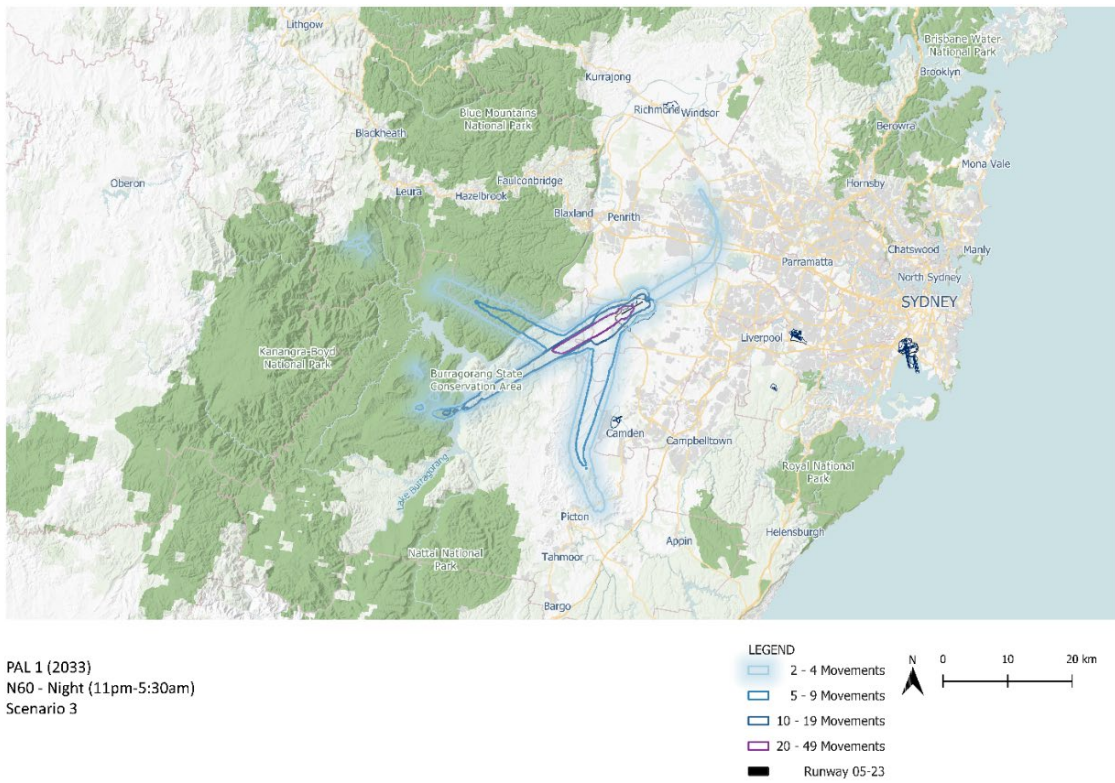 Lithgow
Brisbane Water
National Park
Brooklyn
Kurrajong
Richmond
Windsor
Blue Mountains
National Park
Berowra
Blackheath
Mona Vale
Oberon
Faulconbridge
Hornsby
Leura
Hazelbrook
Blaxland
Penrith
Chatswood
Manly
Parramatta
North Sydney
SYDNEY
Liverpool
Kanangra-Boyd
National Park
Burragorang State
Conservation Area
Camden
Campbelltown
Royal National
Park
Lake Burragorang
Picton
Helensburgh
Appin
Nattai National
Park
Tahmoor
Bargo
PAL 1 (2033)
N60 - Night (11pm-5:30am)
Scenario 3
LEGEND
2 - 4 Movements
5 - 9 Movements
10 - 19 Movements
20 - 49 Movements
Runway 05-23
N
0 10 20 km